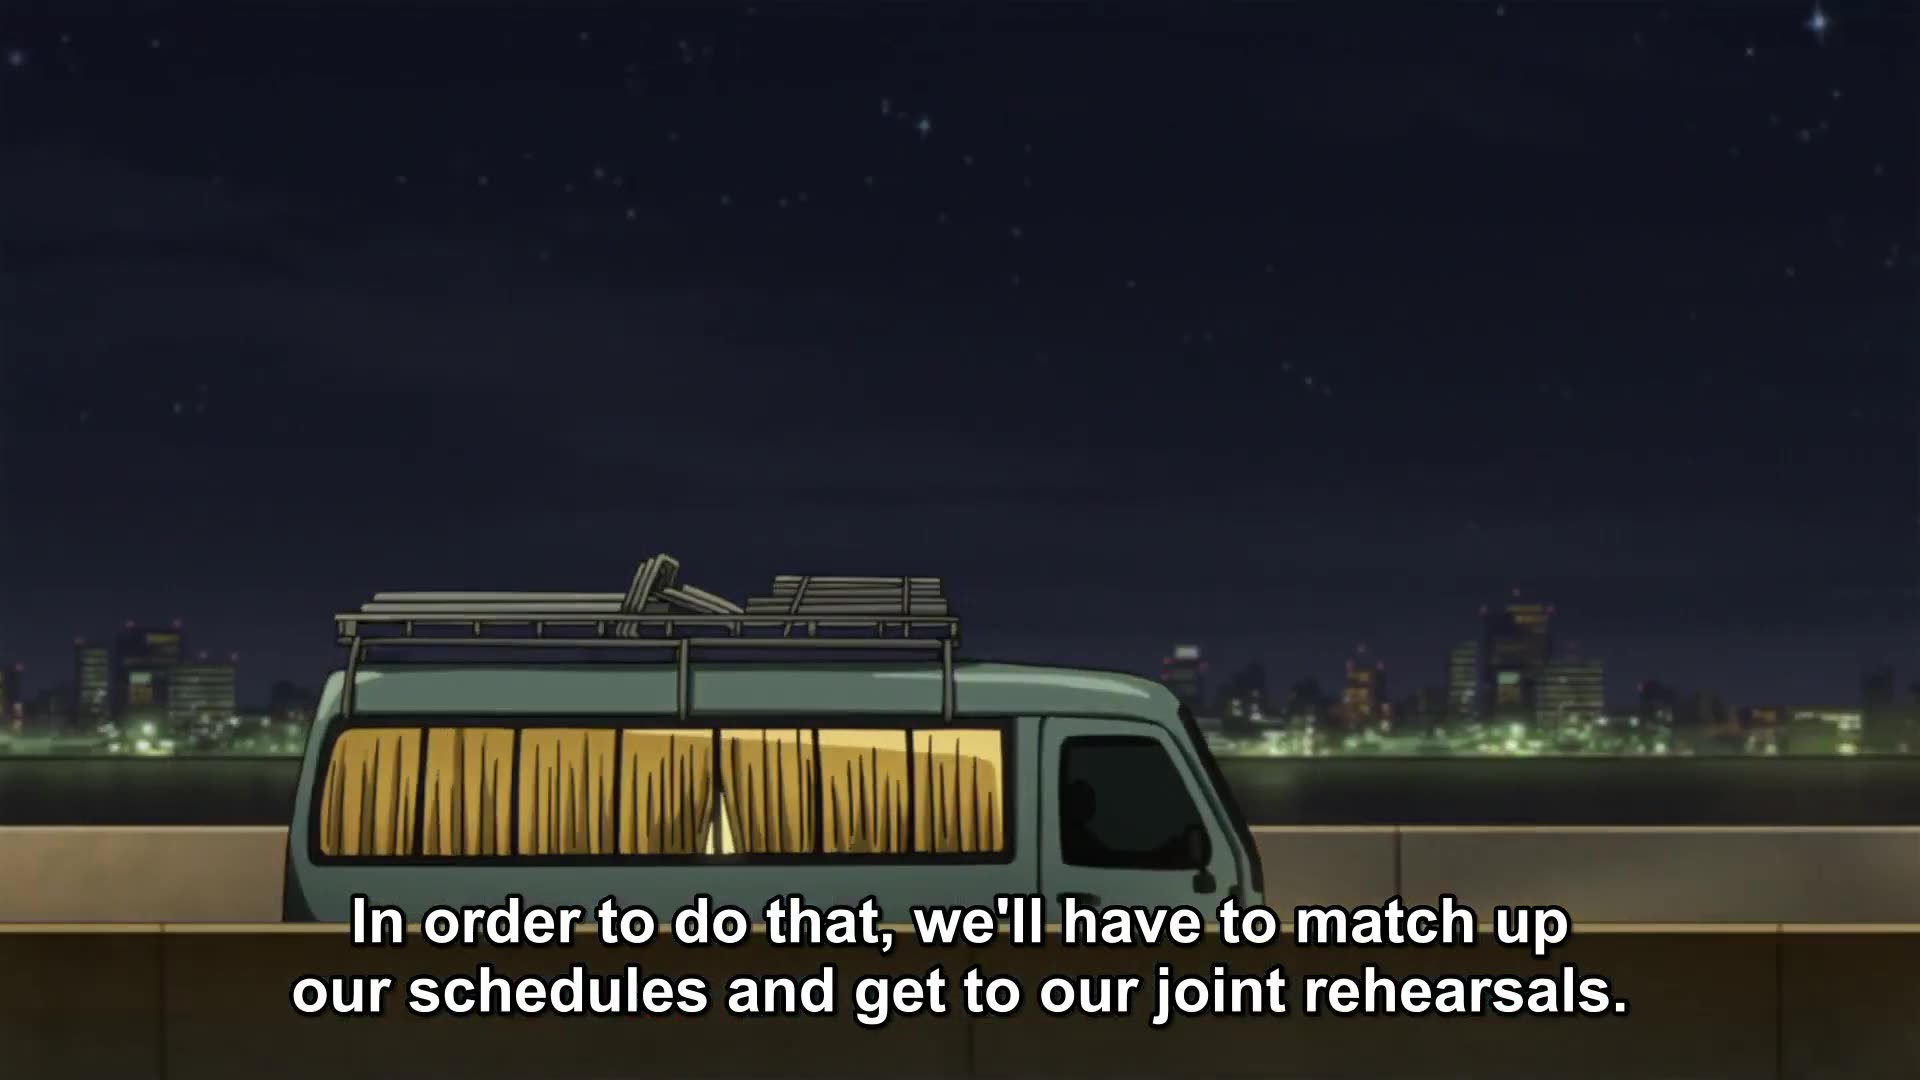 In order to do that, we'll have to match up
our schedules and get to our joint rehearsals.